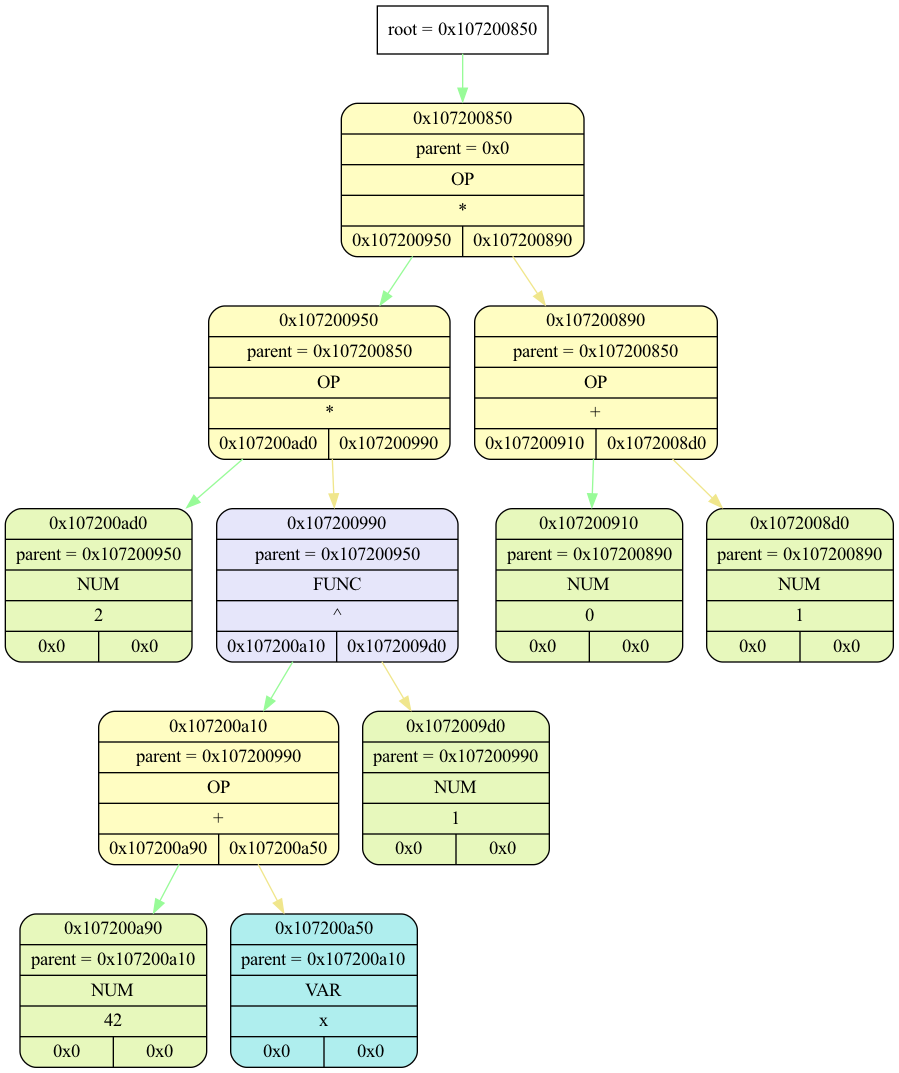 root = 0x107200850
0x107200850
parent = 0x0
OP
*
0x107200950 0x107200890
0x107200950
parent = 0x107200850
OP
*
0x107200ad0 0x107200990
0x107200890
parent = 0x107200850
OP
+
0x107200910 0x1072008d0
0x107200ad0
parent = 0x107200950
NUM
2
0x0 0x0
0x107200990
parent = 0x107200950
FUNC
^
0x107200a10 0x1072009d0
0x107200910
parent = 0x107200890
NUM
0
0x0 0x0
0x1072008d0
parent = 0x107200890
NUM
1
0x0 0x0
0x107200a10
parent = 0x107200990
OP
+
0x107200a90 0x107200a50
0x1072009d0
parent = 0x107200990
NUM
1
0x0 0x0
0x107200a90
parent = 0x107200a10
NUM
42
0x0 0x0
0x107200a50
parent = 0x107200a10
VAR
x
0x0 0x0